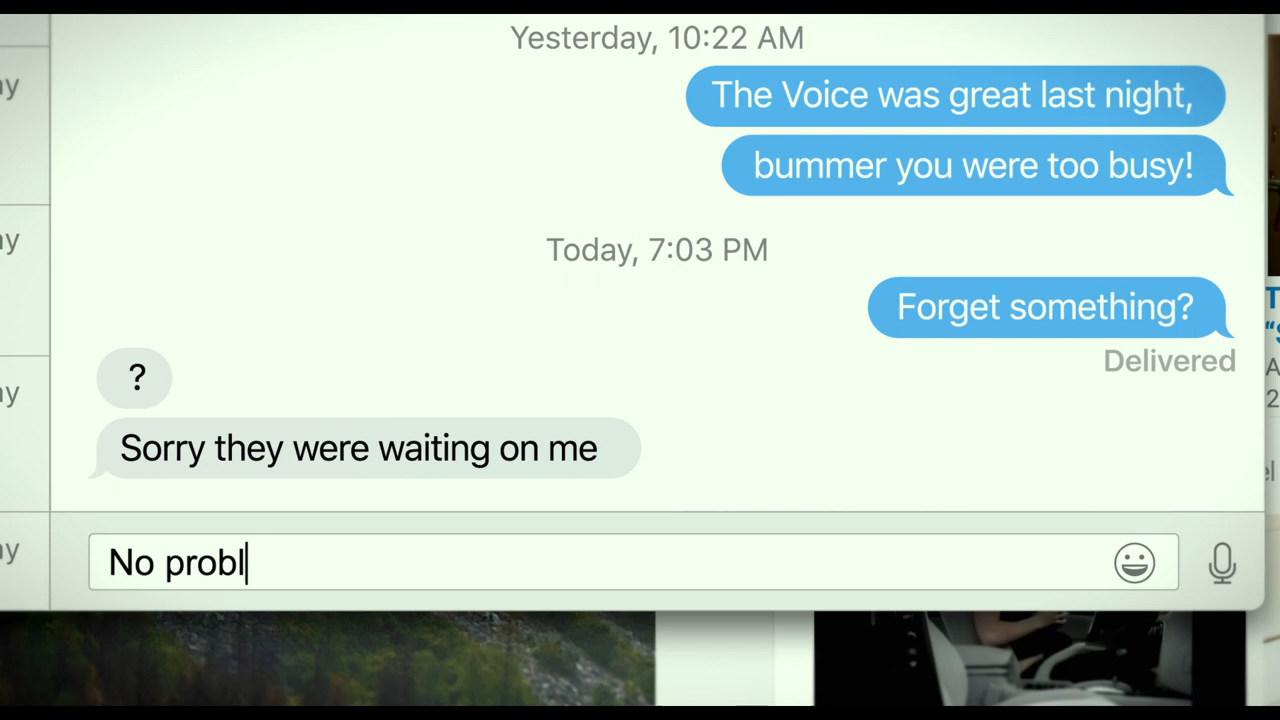 Yesterday, 10:22 AM
The Voice was great last night,
bummer you were too busy!
Today, 7:03 PM
Forget something?
Delivered
?
Sorry they were waiting on me
No probl